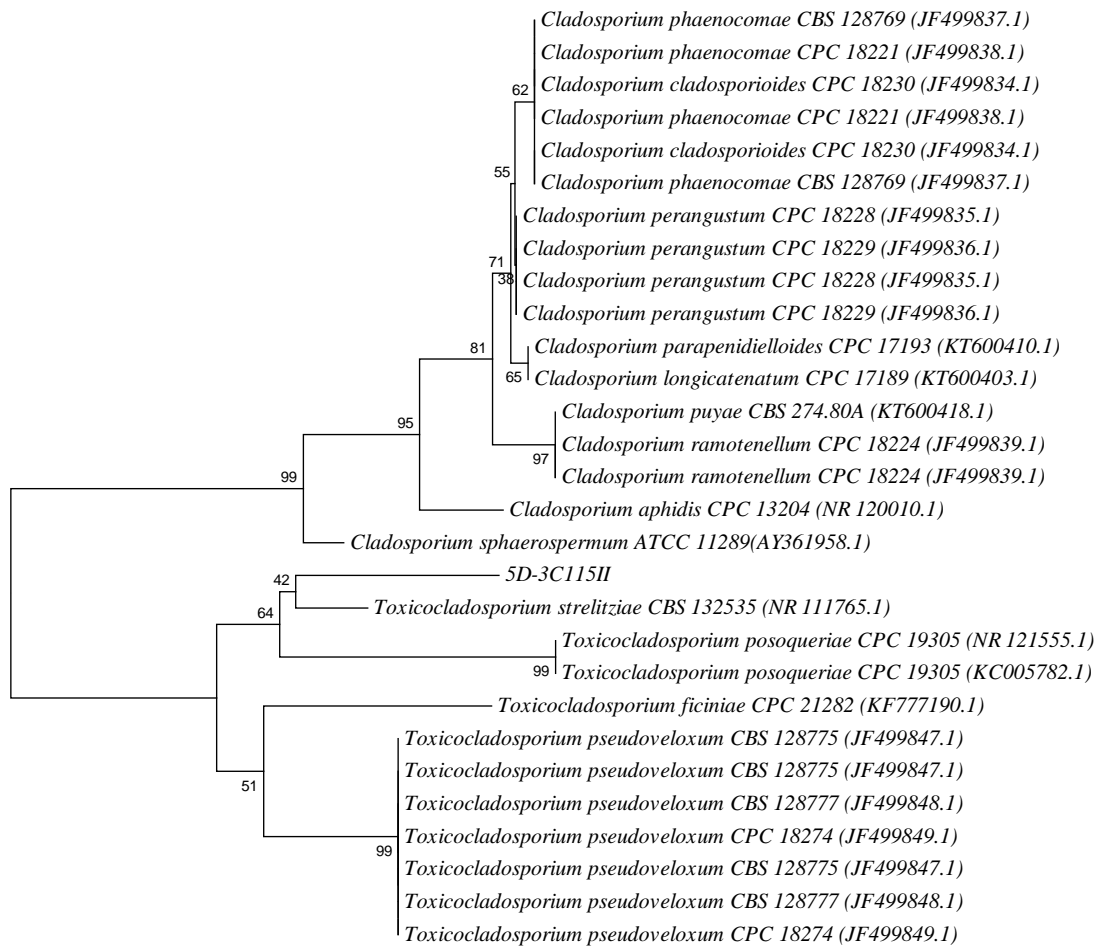 Cladosporium phaenocomae CBS 128769 (JF499837.1)
Cladosporium phaenocomae CPC 18221 (JF499838.1)
62
Cladosporium cladosporioides CPC 18230 (JF499834.1)
Cladosporium phaenocomae CPC 18221 (JF499838.1)
Cladosporium cladosporioides CPC 18230 (JF499834.1)
55
Cladosporium phaenocomae CBS 128769 (JF499837.1)
Cladosporium perangustum CPC 18228 (JF499835.1)
Cladosporium perangustum CPC 18229 (JF499836.1)
71
38
Cladosporium perangustum CPC 18228 (JF499835.1)
Cladosporium perangustum CPC 18229 (JF499836.1)
81
Cladosporium parapenidielloides CPC 17193 (KT600410.1)
65
Cladosporium longicatenatum CPC 17189 (KT600403.1)
Cladosporium puyae CBS 274.80A (KT600418.1)
95
Cladosporium ramotenellum CPC 18224 (JF499839.1)
97
Cladosporium ramotenellum CPC 18224 (JF499839.1)
99
Cladosporium aphidis CPC 13204 (NR 120010.1)
Cladosporium sphaerospermum ATCC 11289(AY361958.1)
42
5D-3C115II
64
Toxicocladosporium strelitziae CBS 132535 (NR 111765.1)
Toxicocladosporium posoqueriae CPC 19305 (NR 121555.1)
99
Toxicocladosporium posoqueriae CPC 19305 (KC005782.1)
Toxicocladosporium ficiniae CPC 21282 (KF777190.1)
Toxicocladosporium pseudoveloxum CBS 128775 (JF499847.1)
Toxicocladosporium pseudoveloxum CBS 128775 (JF499847.1)
51
Toxicocladosporium pseudoveloxum CBS 128777 (JF499848.1)
Toxicocladosporium pseudoveloxum CPC 18274 (JF499849.1)
99
Toxicocladosporium pseudoveloxum CBS 128775 (JF499847.1)
Toxicocladosporium pseudoveloxum CBS 128777 (JF499848.1)
Toxicocladosporium pseudoveloxum CPC 18274 (JF499849.1)